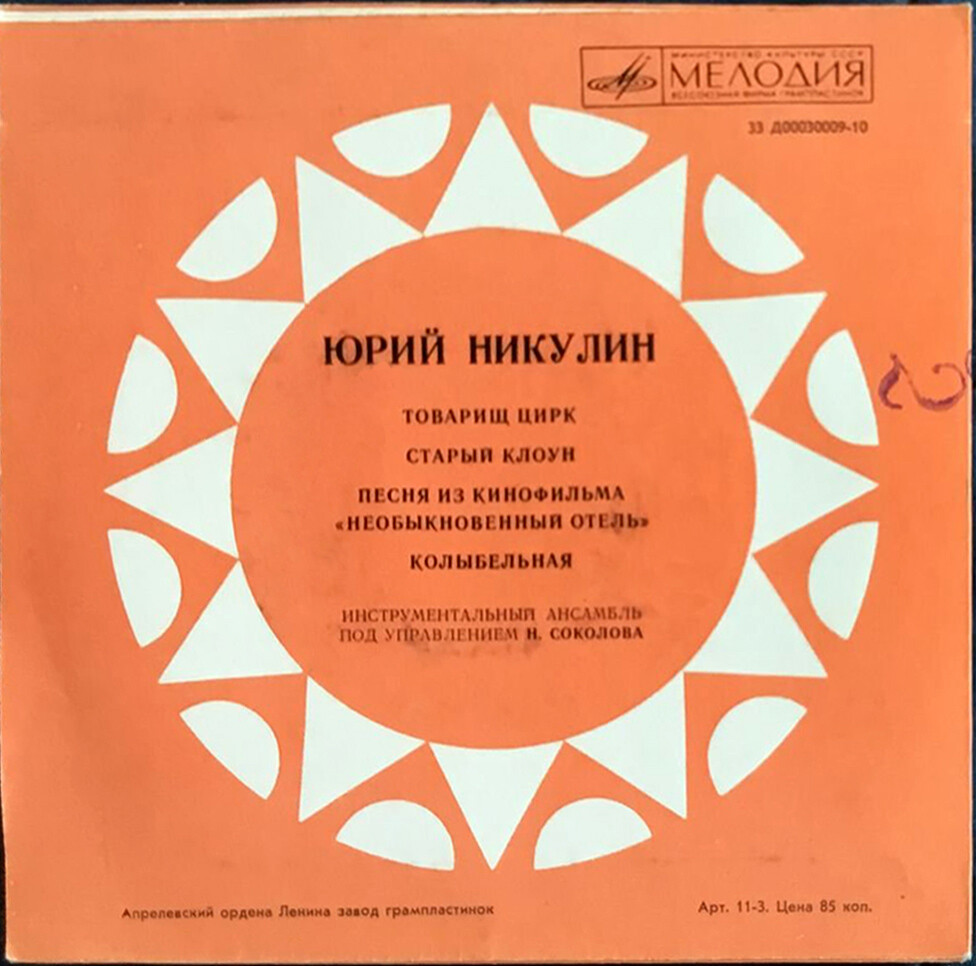 МИНИСТЕРСТВО КУЛЬТУРЫ СССР
МЕЛОДИЯ
ВСЕСОЮЗНАЯ ФИРМА ГРАМПЛАСТИНОК
33 Д00030009-10
ЮРИЙ НИКУЛИН
ТОВАРИЩ ЦИРК
СТАРЫЙ КЛОУН
ПЕСНЯ ИЗ КИНОФИЛЬМА
«НЕОБЫКНОВЕННЫЙ ОТЕЛЬ»
КОЛЫБЕЛЬНАЯ
ИНСТРУМЕНТАЛЬНЫЙ АНСАМБЛЬ
ПОД УПРАВЛЕНИЕМ Н. СОКОЛОВА
Апрелевский ордена Ленина завод грампластинок
Арт. 11-3. Цена 85 коп.